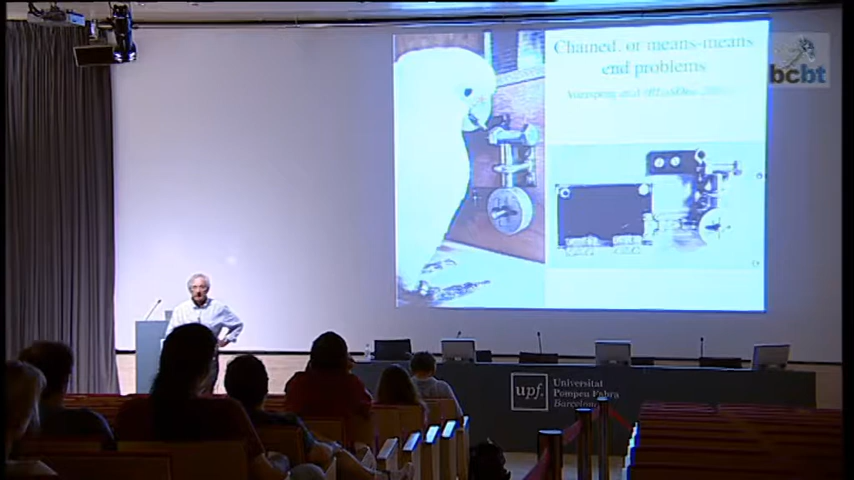 Chained, or means-means
end problems
bcbt
upf.
Universitat
Pompeu Fabra
Barcelona